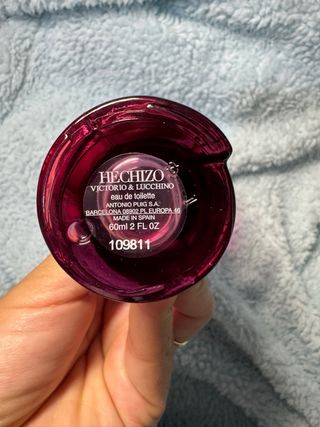 HECHIZO
VICTORIO & LUCCHINO
eau de toilette
ANTONIO PUIG S.A.
BARCELONA 08902 PL EUROPA 46
MADE IN SPAIN
60ml 2 FL OZ
109811